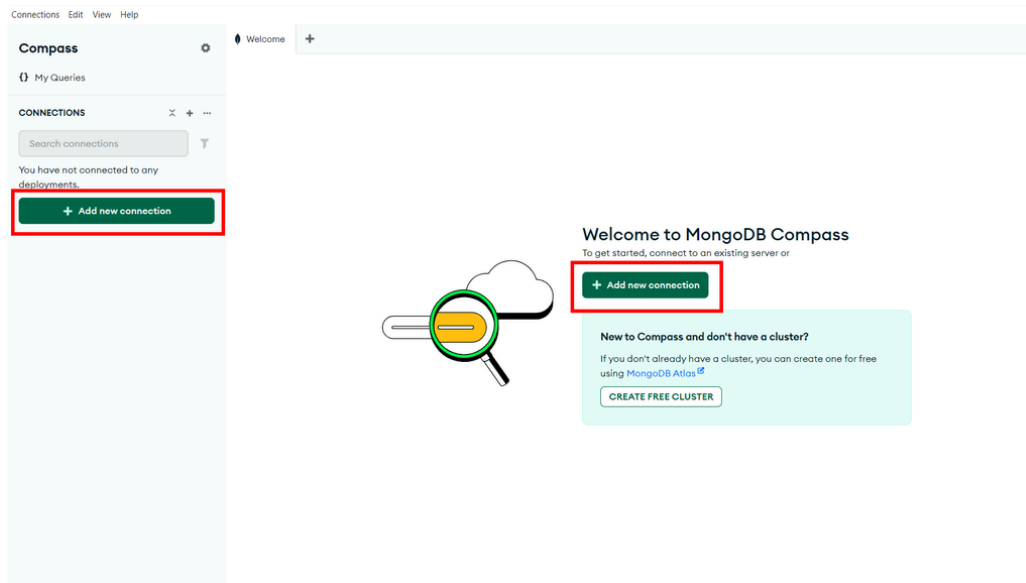 Connections Edit View Help
Compass
Welcome
{} My Queries
CONNECTIONS
Search connections
You have not connected to any
deployments.
+ Add new connection
Welcome to MongoDB Compass
To get started, connect to an existing server or
+ Add new connection
New to Compass and don't have a cluster?
If you don't already have a cluster, you can create one for free
using MongoDB Atlas
CREATE FREE CLUSTER